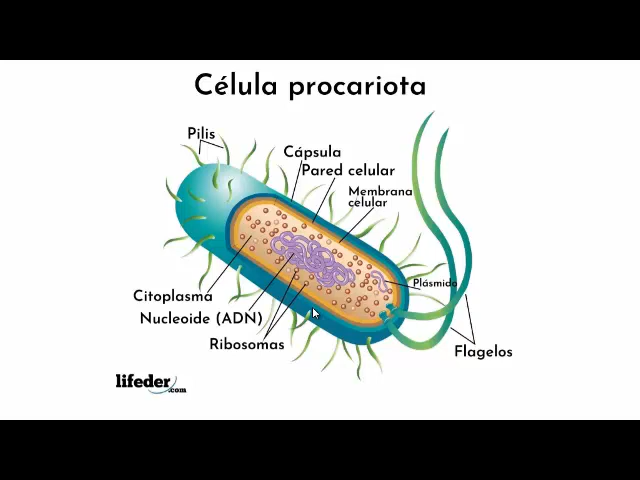 Célula procariota
Pilis
Cápsula
Pared celular
Membrana
celular
Plásmido
Citoplasma
Nucleoide (ADN)
Ribosomas
Flagelos
lifeder.com